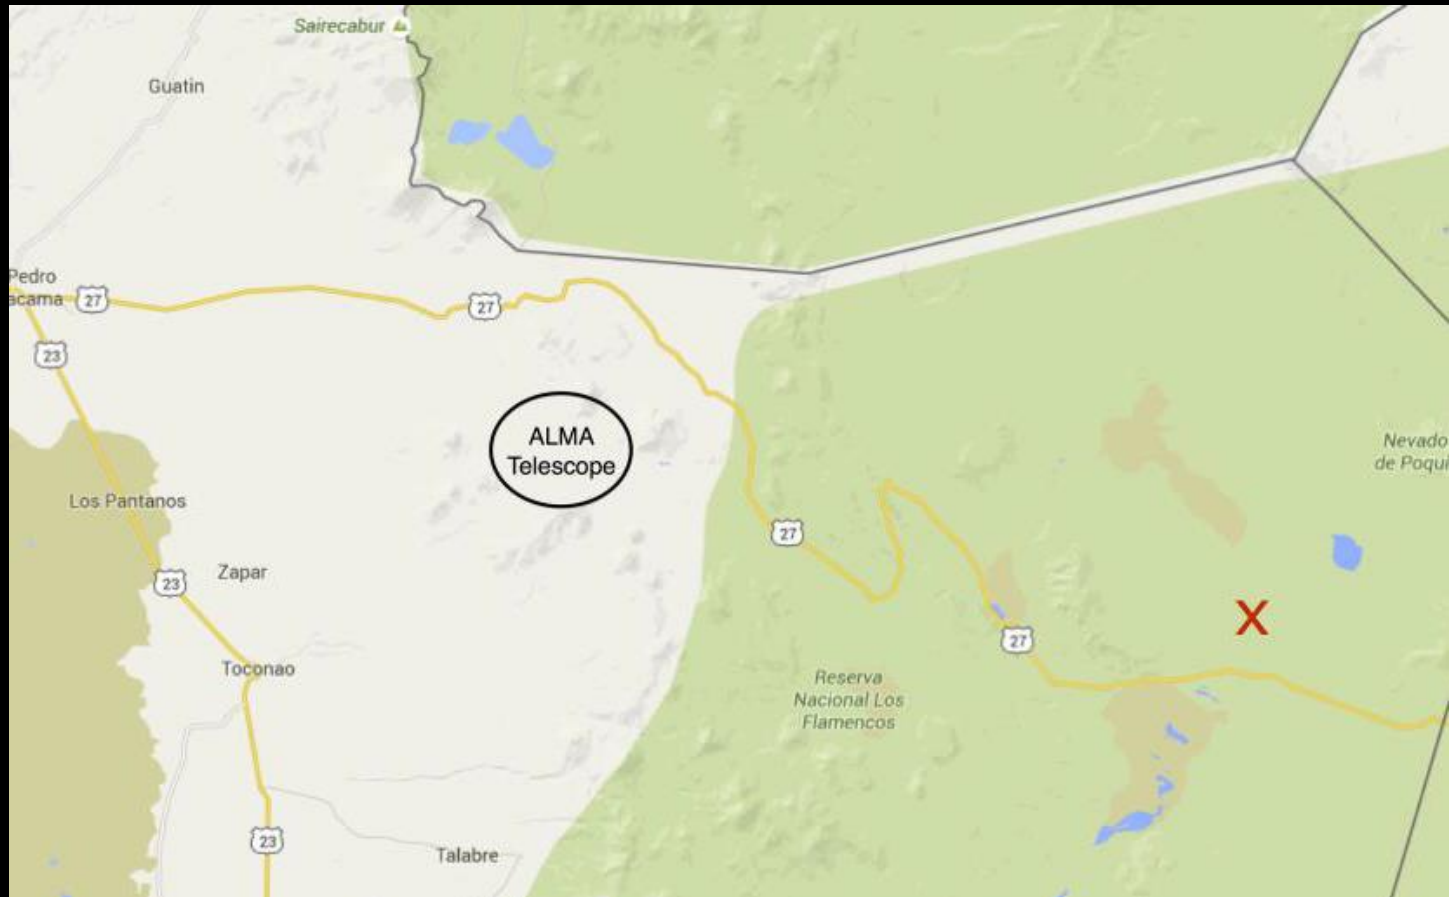 Sairecabur
Guatin
Pedro
acama
27
27
23
ALMA
Telescope
Nevado
de Poqui
Los Pantanos
27
Zapar
23
X
27
Toconao
Reserva
Nacional Los
Flamencos
23
Talabre